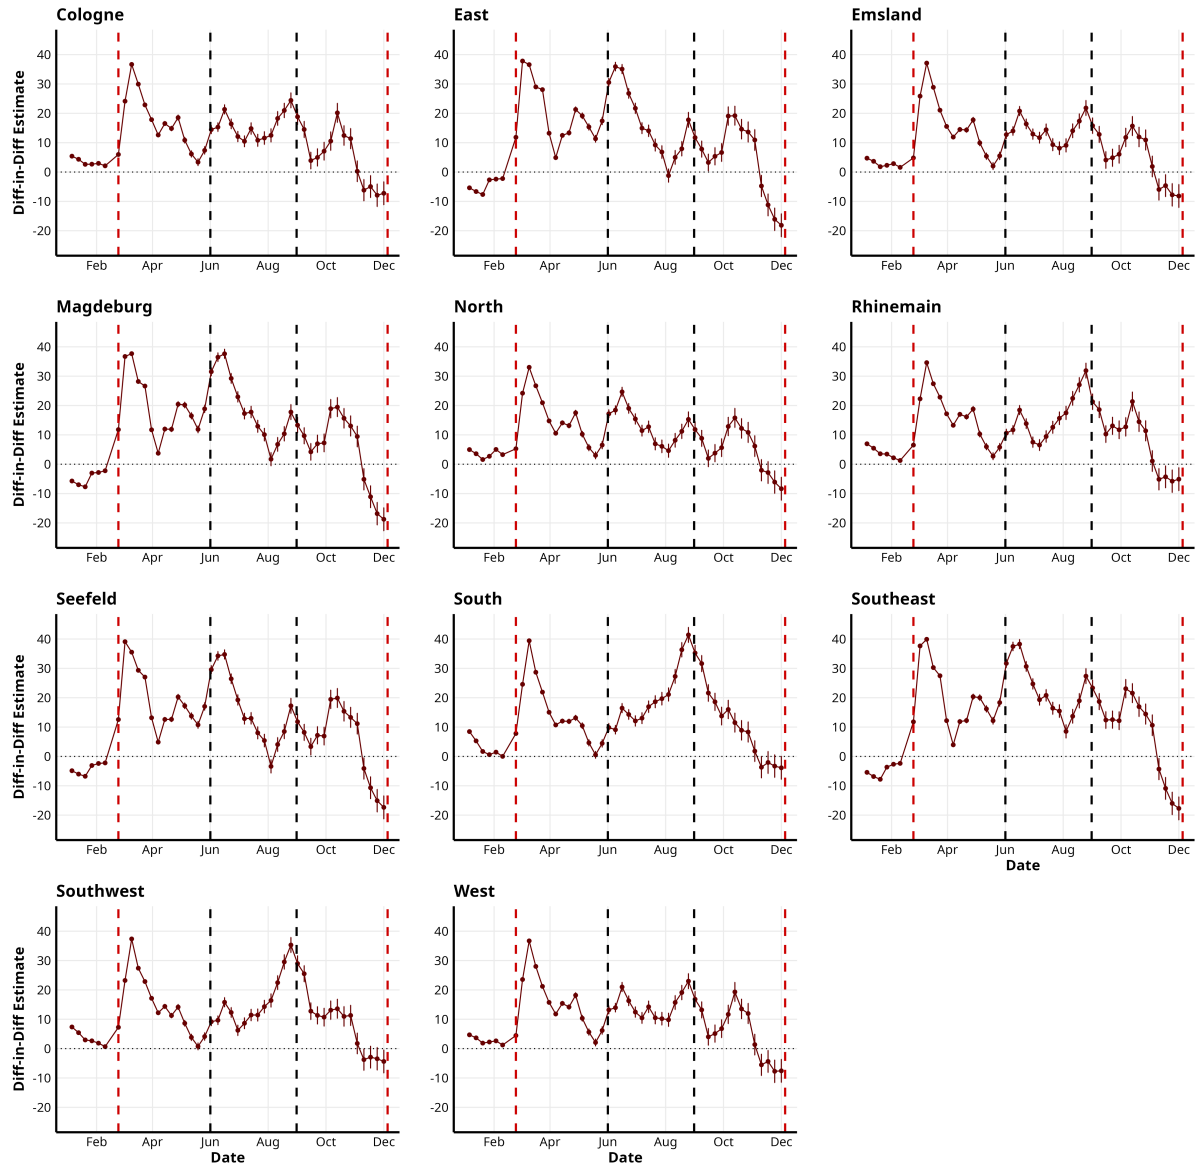 Cologne
East
Emsland
Diff-in-Diff Estimate
40
30
20
10
0
-10
-20
Feb Apr Jun Aug Oct Dec
40
30
20
10
0
-10
-20
Feb Apr Jun Aug Oct Dec
40
30
20
10
0
-10
-20
Feb Apr Jun Aug Oct Dec
Magdeburg
North
Rhinemain
Diff-in-Diff Estimate
40
30
20
10
0
-10
-20
Feb Apr Jun Aug Oct Dec
40
30
20
10
0
-10
-20
Feb Apr Jun Aug Oct Dec
40
30
20
10
0
-10
-20
Feb Apr Jun Aug Oct Dec
Seefeld
South
Southeast
Diff-in-Diff Estimate
40
30
20
10
0
-10
-20
Feb Apr Jun Aug Oct Dec
40
30
20
10
0
-10
-20
Feb Apr Jun Aug Oct Dec
40
30
20
10
0
-10
-20
Feb Apr Jun Aug Oct Dec
Date
Southwest
West
Diff-in-Diff Estimate
40
30
20
10
0
-10
-20
Feb Apr Jun Aug Oct Dec
Date
40
30
20
10
0
-10
-20
Feb Apr Jun Aug Oct Dec
Date